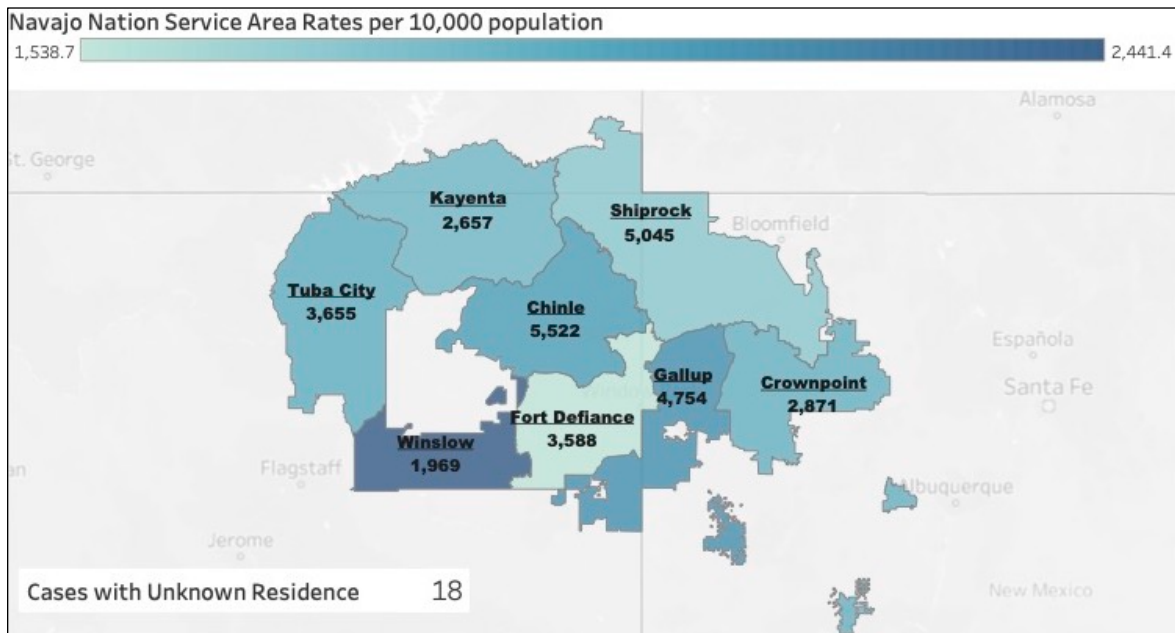 Navajo Nation Service Area Rates per 10,000 population
1,538.7
2,441.4
Alamosa
St. George
Kayenta
2,657
Shiprock
5,045
Bloomfield
Tuba City
3,655
Chinle
5,522
Española
Gallup
4,754
Crownpoint
2,871
Santa Fe
Fort Defiance
3,588
Winslow
1,969
Flagstaff
Albuquerque
Jerome
Cases with Unknown Residence 18
New Mexico